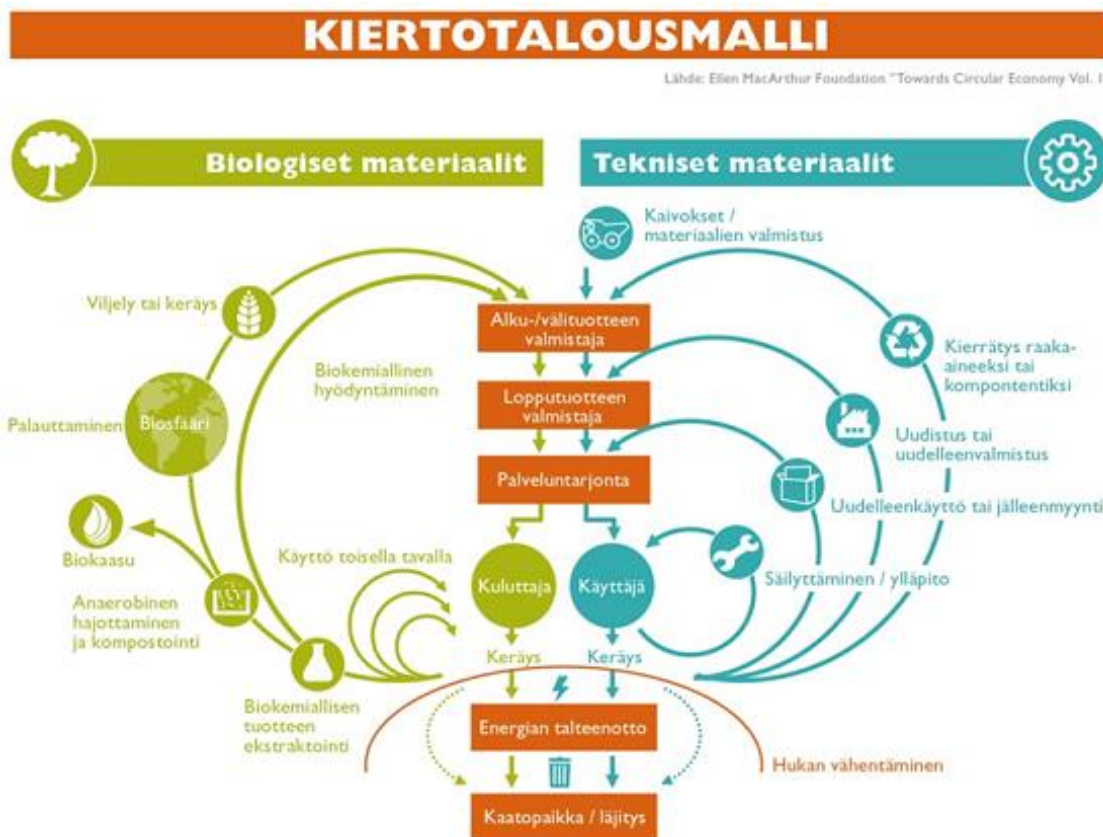 KIERTOTALOUSMALLI
Lähde: Ellen MacArthur Foundation "Towards Circular Economy Vol. 1
Biologiset materiaalit
Tekniset materiaalit
Kaivokset /
materiaalien valmistus
Viljely tai keräys
Alku-/välituotteen
valmistaja
Kierrätys raaka-
aineeksi tai
kompontentiksi
Biokemiallinen
hyödyntäminen
Lopputuotteen
valmistaja
Palauttaminen
Biosfääri
Uudistus tai
uudelleenvalmistus
Palveluntarjonta
Uudelleenkäyttö tai jälleenmyynti
Biokaasu
Käyttö toisella tavalla
Kuluttaja
Käyttäjä
Säilyttäminen / ylläpito
Anaerobinen
hajottaminen
ja kompostointi
Keräys
Keräys
Biokemiallisen
tuotteen
ekstraktointi
Energian talteenotto
Hukan vähentäminen
Kaatopaikka / läjitys